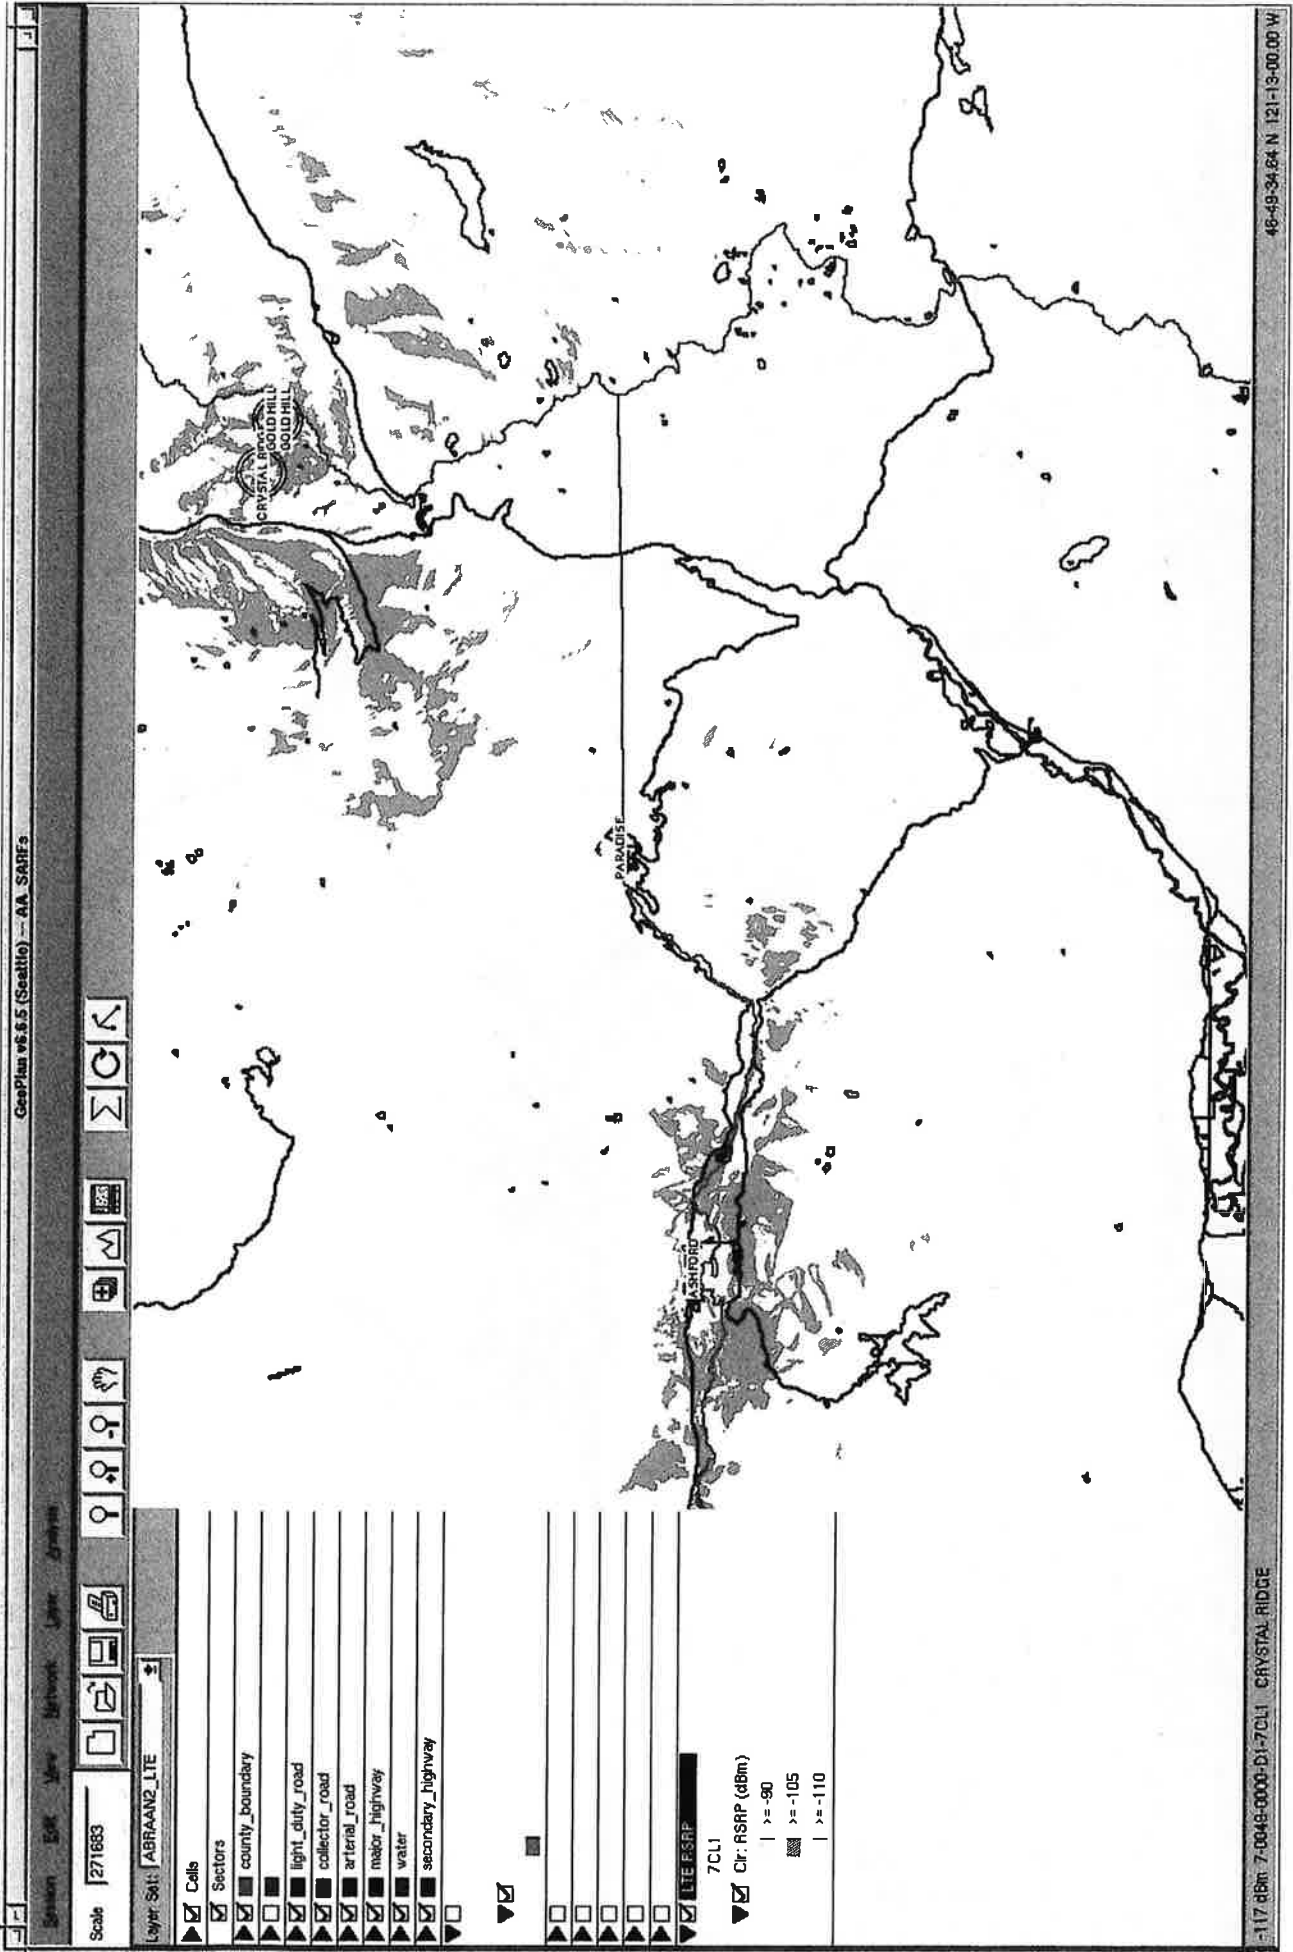 GeoPlan v6.6.5 (Seattle) -- AA SARFs
Session Edit View Network Layer Analysis
Scale 271683
Layer Set: ABRAAN2_LTE
Cells
Sectors
county_boundary
light_duty_road
collector_road
arterial_road
major_highway
water
secondary_highway
LTE RSRP
7CL1
Clr: RSRP (dBm)
>=-90
>=-105
>=-110
CRYSTAL RIDGE
GOLD HILL
GOLD HILL
PARADISE
ASHFORD
-117 dBm 7-0049-0000-D1-7CL1 CRYSTAL RIDGE
46-49-34.64 N 121-13-00.00 W